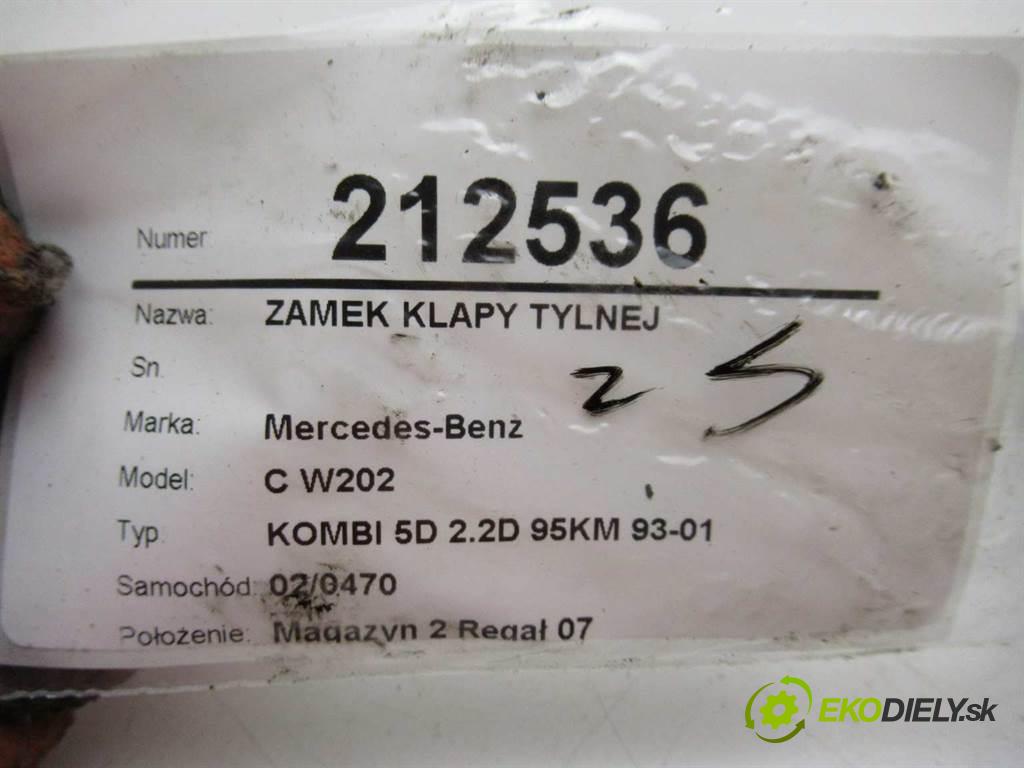 Numer: 212536
Nazwa: ZAMEK KLAPY TYLNEJ
Sn.
25
Marka: Mercedes-Benz
Model: C W202
Typ: KOMBI 5D 2.2D 95KM 93-01
Samochód: 02/0470
Położenie: Magazyn 2 Regał 07
EKODIELY.sk